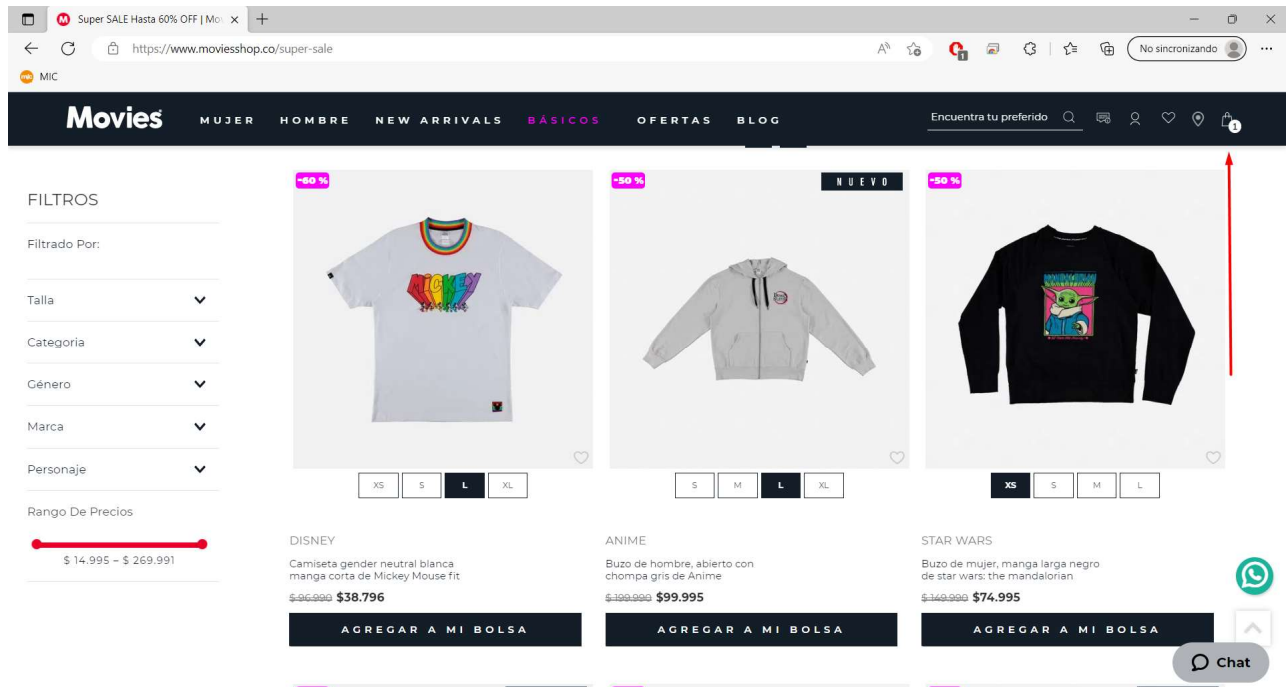 Super SALE Hasta 60% OFF | Mov
https://www.moviesshop.co/super-sale
1
No sincronizando
mic MIC
Movies MUJER HOMBRE NEW ARRIVALS BÁSICOS OFERTAS BLOG Encuentra tu preferido 1
FILTROS
Filtrado Por:
Talla
Categoria
Género
Marca
Personaje
Rango De Precios
$ 14.995 – $ 269.991
-60 %
MICKEY
XS S L XL
DISNEY
Camiseta gender neutral blanca
manga corta de Mickey Mouse fit
$ 96.990 $38.796
AGREGAR A MI BOLSA
-50 %
NUEVO
S M L XL
ANIME
Buzo de hombre, abierto con
chompa gris de Anime
$ 199.990 $99.995
AGREGAR A MI BOLSA
-50 %
XS S M L
STAR WARS
Buzo de mujer, manga larga negro
de star wars: the mandalorian
$ 149.990 $74.995
AGREGAR A MI BOLSA
Chat